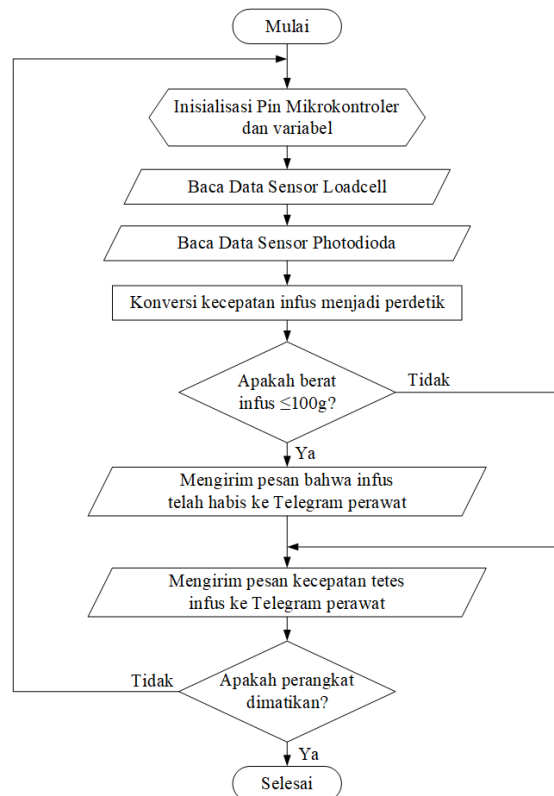 Mulai
Inisialisasi Pin Mikrokontroler
dan variabel
Baca Data Sensor Loadcell
Baca Data Sensor Photodioda
Konversi kecepatan infus menjadi perdetik
Apakah berat
infus ≤100g?
Tidak
Ya
Mengirim pesan bahwa infus
telah habis ke Telegram perawat
Mengirim pesan kecepatan tetes
infus ke Telegram perawat
Tidak
Apakah perangkat
dimatikan?
Ya
Selesai